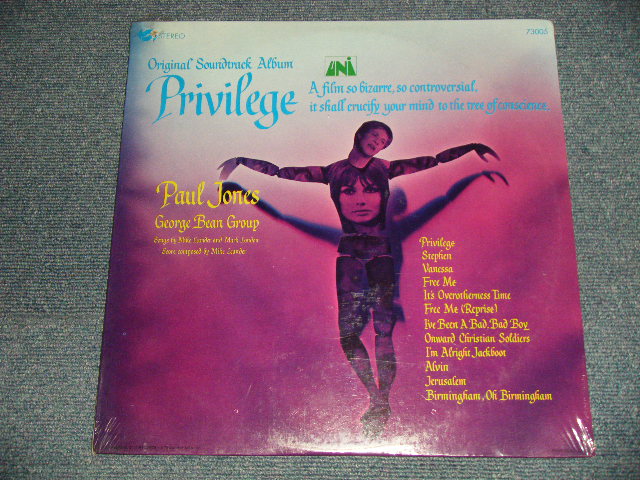 STEREO
73005
Original Soundtrack Album
Privilege
UNI
A film so bizarre, so controversial,
it shall crucify your mind to the tree of conscience.
Paul Jones
George Bean Group
Songs by Mike Leander and Mark London
Score composed by Mike Leander
Privilege
Stephen
Vanessa
Free Me
It's Overotherness Time
Free Me (Reprise)
I've Been A Bad, Bad Boy
Onward Christian Soldiers
I'm Alright, Jackboot
Alvin
Jerusalem
Birmingham, Oh Birmingham